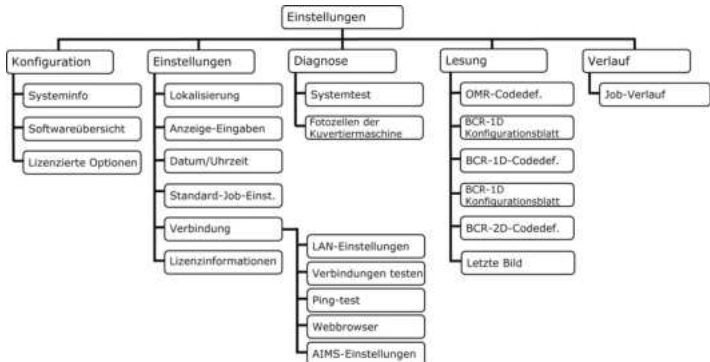 Einstellungen
Konfiguration
Systeminfo
Softwareübersicht
Lizenzierte Optionen
Einstellungen
Lokalisierung
Anzeige-Eingaben
Datum/Uhrzeit
Standard-Job-Einst.
Verbindung
Lizenzinformationen
LAN-Einstellungen
Verbindungen testen
Ping-test
Webbrowser
AIMS-Einstellungen
Diagnose
Systemtest
Fotozellen der
Kuvertiermaschine
Lesung
OMR-Codedef.
BCR-1D
Konfigurationsblatt
BCR-1D-Codedef.
BCR-1D
Konfigurationsblatt
BCR-2D-Codedef.
Letzte Bild
Verlauf
Job-Verlauf